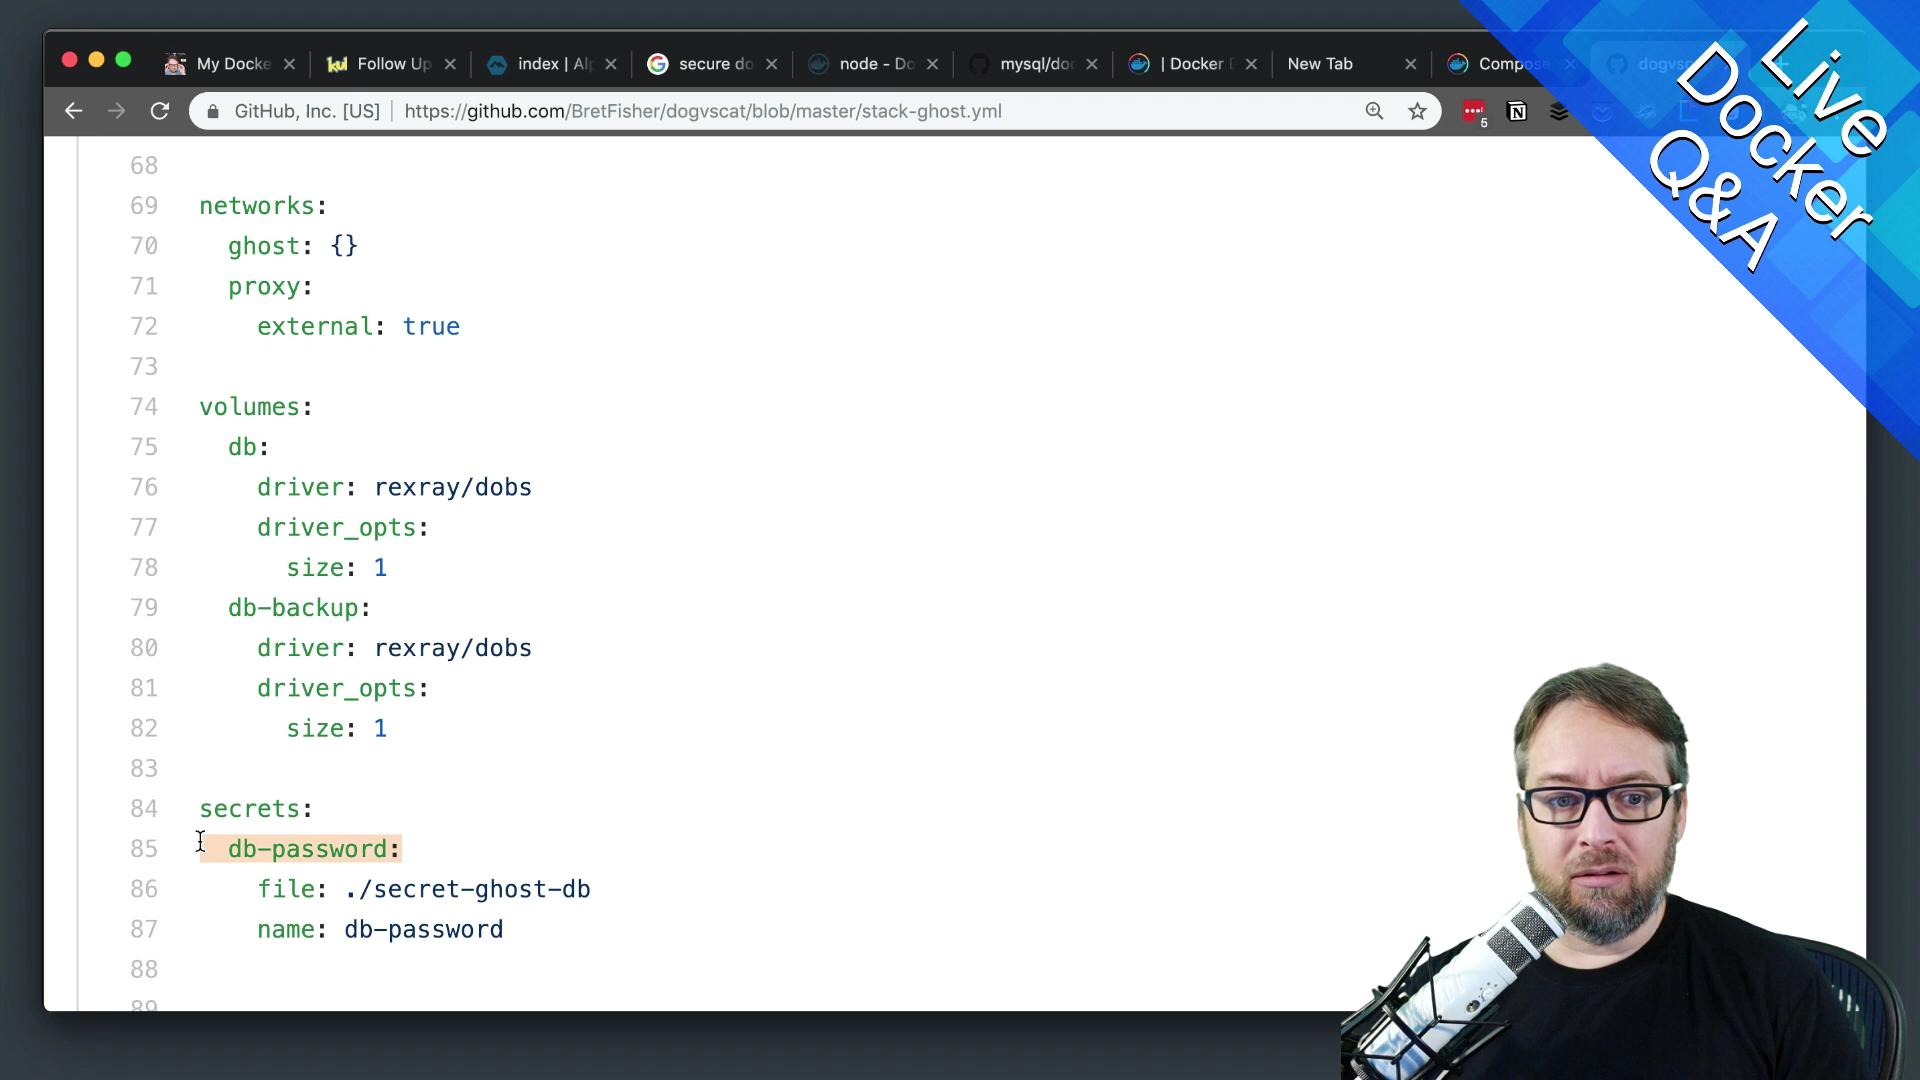 My Docke
Follow Up
index | Al
secure do
node - Do
mysql/do
| Docker
New Tab
Compose
dogvs
GitHub, Inc. [US]
https://github.com/BretFisher/dogvscat/blob/master/stack-ghost.yml
5
Live
Docker
Q&A
68
69 networks:
70 ghost: {}
71 proxy:
72 external: true
73
74 volumes:
75 db:
76 driver: rexray/dobs
77 driver_opts:
78 size: 1
79 db-backup:
80 driver: rexray/dobs
81 driver_opts:
82 size: 1
83
84 secrets:
85 db-password:
86 file: ./secret-ghost-db
87 name: db-password
88
89